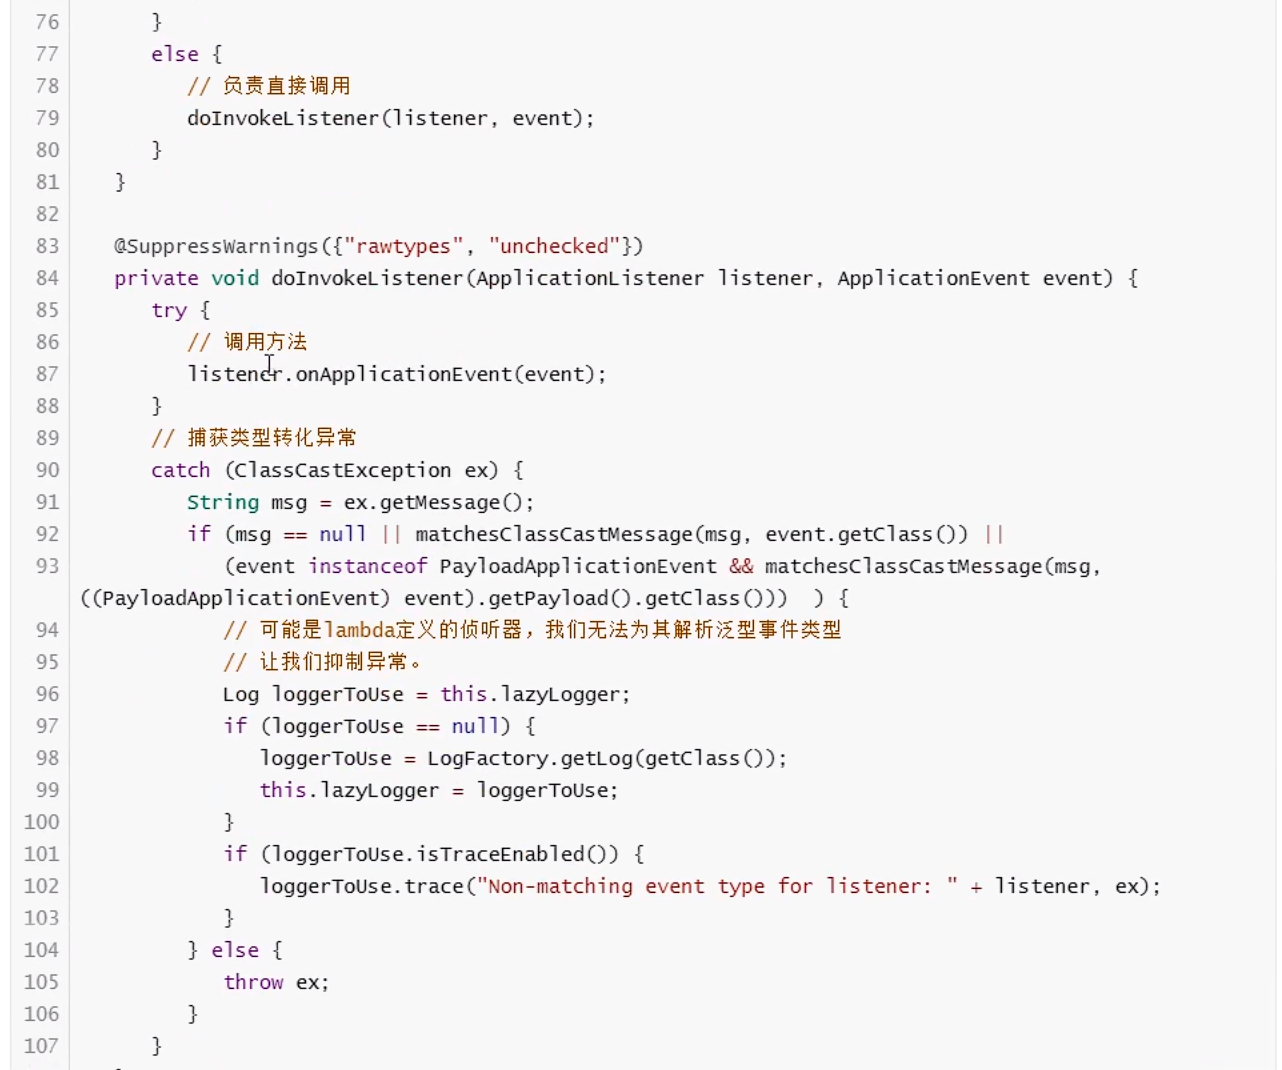 76 }
77 else {
78 // 负责直接调用
79 doInvokeListener(listener, event);
80 }
81 }
82
83 @SuppressWarnings({"rawtypes", "unchecked"})
84 private void doInvokeListener(ApplicationListener listener, ApplicationEvent event) {
85 try {
86 // 调用方法
87 listener.onApplicationEvent(event);
88 }
89 // 捕获类型转化异常
90 catch (ClassCastException ex) {
91 String msg = ex.getMessage();
92 if (msg == null || matchesClassCastMessage(msg, event.getClass()) ||
93 (event instanceof PayloadApplicationEvent && matchesClassCastMessage(msg,
((PayloadApplicationEvent) event).getPayload().getClass()))  ) {
94 // 可能是lambda定义的侦听器，我们无法为其解析泛型事件类型
95 // 让我们抑制异常。
96 Log loggerToUse = this.lazyLogger;
97 if (loggerToUse == null) {
98 loggerToUse = LogFactory.getLog(getClass());
99 this.lazyLogger = loggerToUse;
100 }
101 if (loggerToUse.isTraceEnabled()) {
102 loggerToUse.trace("Non-matching event type for listener: " + listener, ex);
103 }
104 } else {
105 throw ex;
106 }
107 }